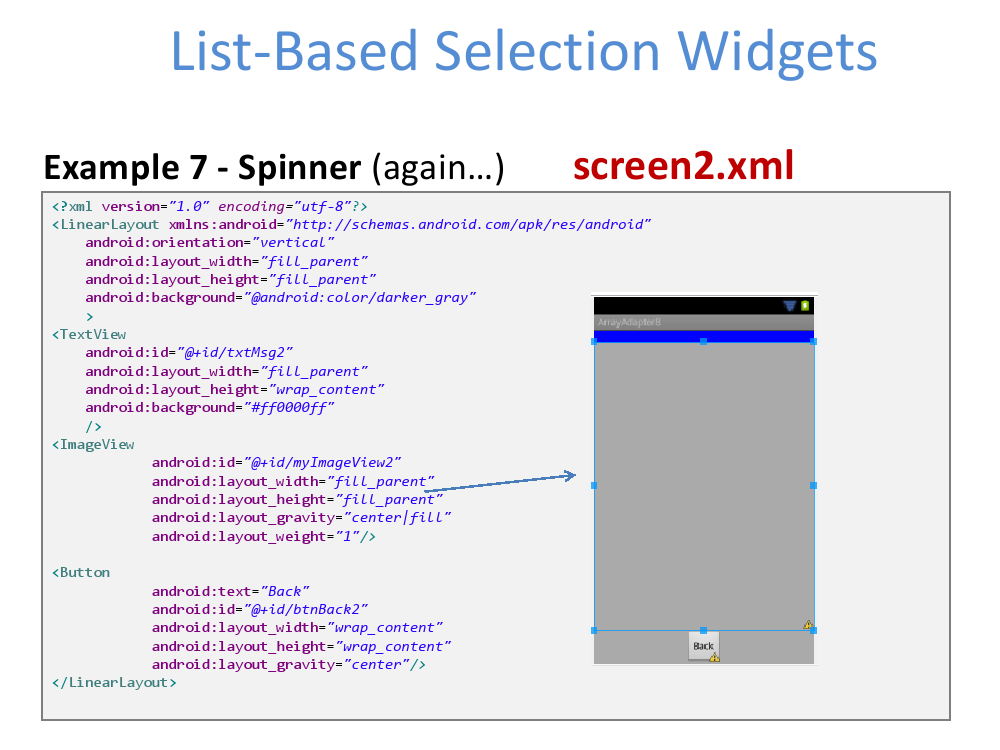 List-Based Selection Widgets
Example 7 - Spinner (again…)
screen2.xml
<?xml version="1.0" encoding="utf-8"?>
<LinearLayout xmlns:android="http://schemas.android.com/apk/res/android"
    android:orientation="vertical"
    android:layout_width="fill_parent"
    android:layout_height="fill_parent"
    android:background="@android:color/darker_gray"
    >
<TextView
    android:id="@+id/txtMsg2"
    android:layout_width="fill_parent"
    android:layout_height="wrap_content"
    android:background="#ff0000ff"
    />
<ImageView
            android:id="@+id/myImageView2"
            android:layout_width="fill_parent"
            android:layout_height="fill_parent"
            android:layout_gravity="center|fill"
            android:layout_weight="1"/>
<Button
            android:text="Back"
            android:id="@+id/btnBack2"
            android:layout_width="wrap_content"
            android:layout_height="wrap_content"
            android:layout_gravity="center"/>
</LinearLayout>
Back